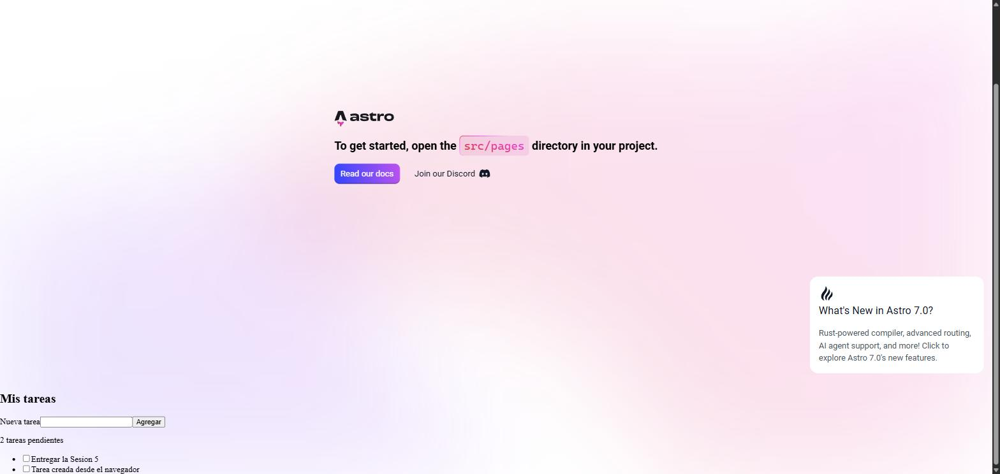 astro
To get started, open the src/pages directory in your project.
Read our docs Join our Discord
What's New in Astro 7.0?
Rust-powered compiler, advanced routing,
AI agent support, and more! Click to
explore Astro 7.0's new features.
Mis tareas
Nueva tarea Agregar
2 tareas pendientes
Entregar la Sesion 5
Tarea creada desde el navegador